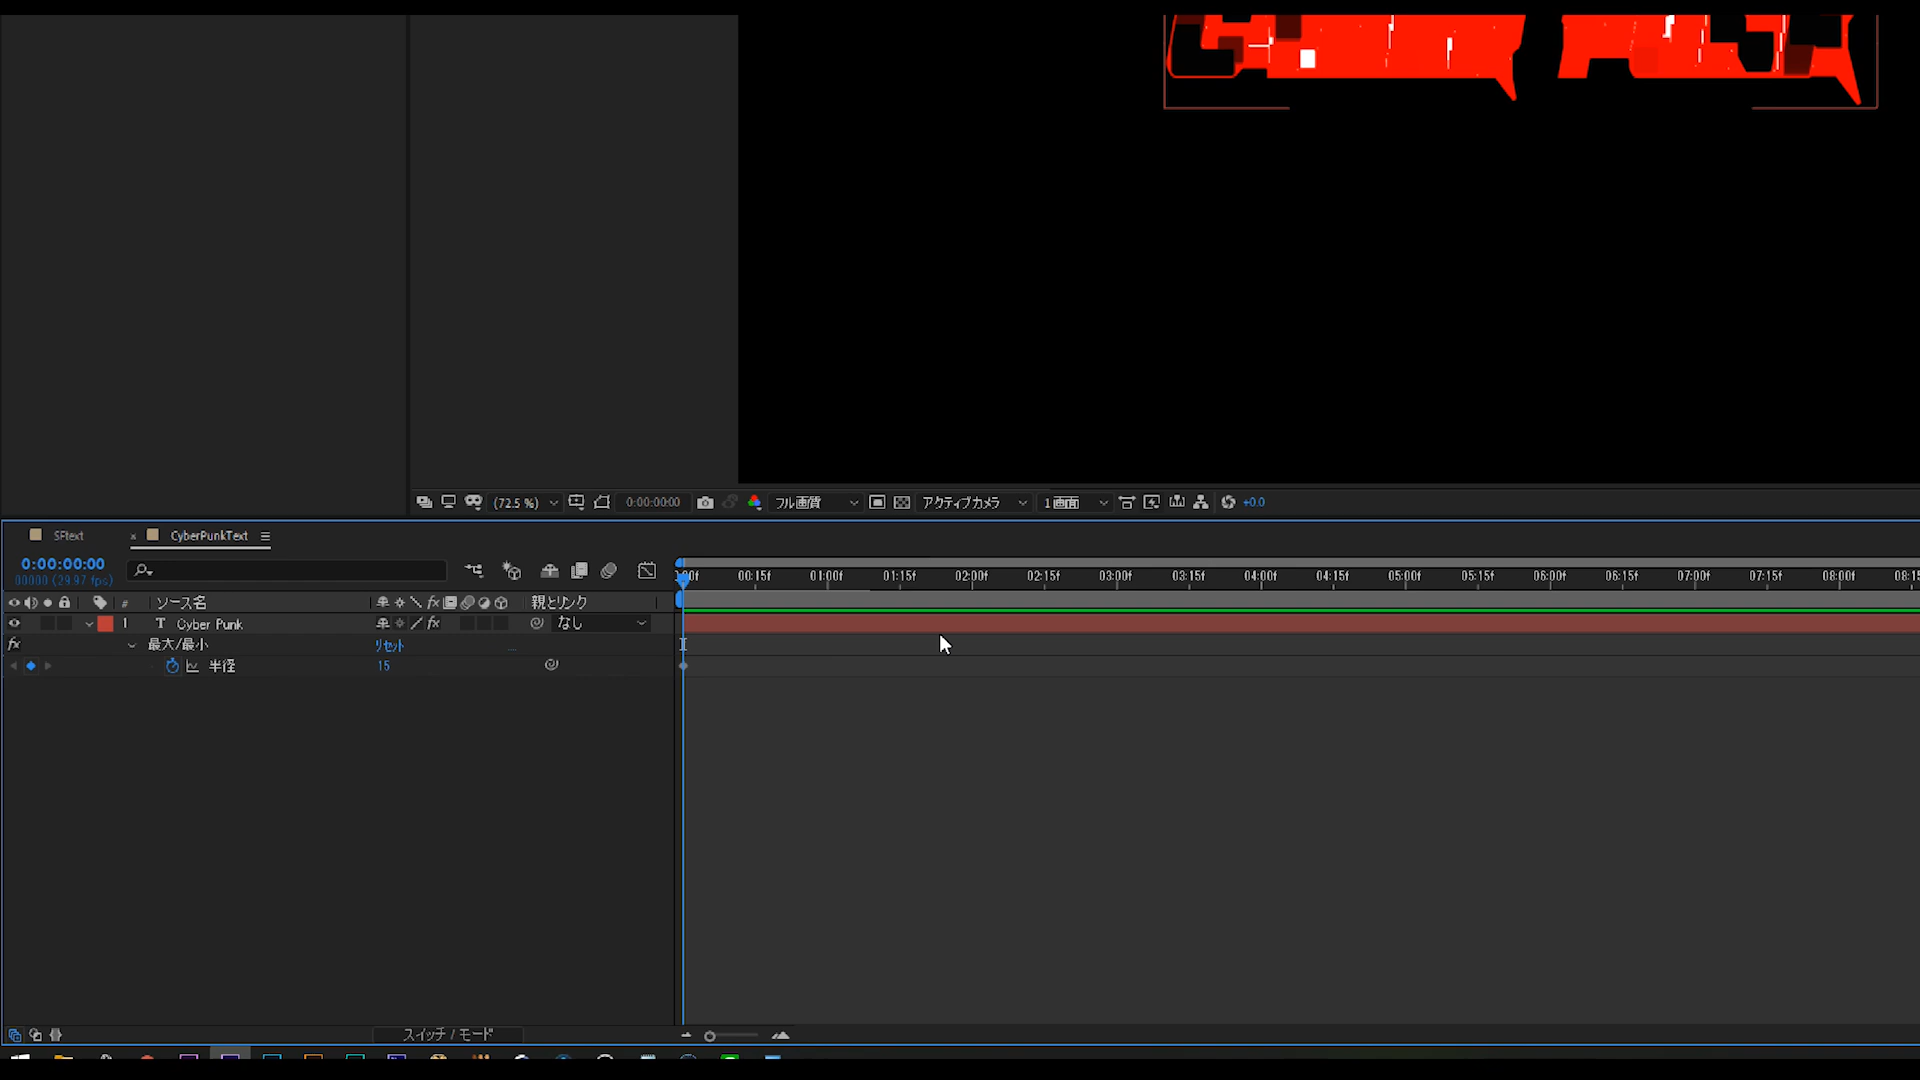 (72.5 %) 0:00:00:00 フル画質 アクティブカメラ 1画面 +0.0
SFtext × CyberPunkText
0:00:00:00
00000 (29.97 fps)
00f 00:15f 01:00f 01:15f 02:00f 02:15f 03:00f 03:15f 04:00f 04:15f 05:00f 05:15f 06:00f 06:15f 07:00f 07:15f 08:00f 08:15
# ソース名 fx 親とリンク
1 T Cyber Punk fx なし
fx 最大/最小 リセット
半径 15
スイッチ / モード